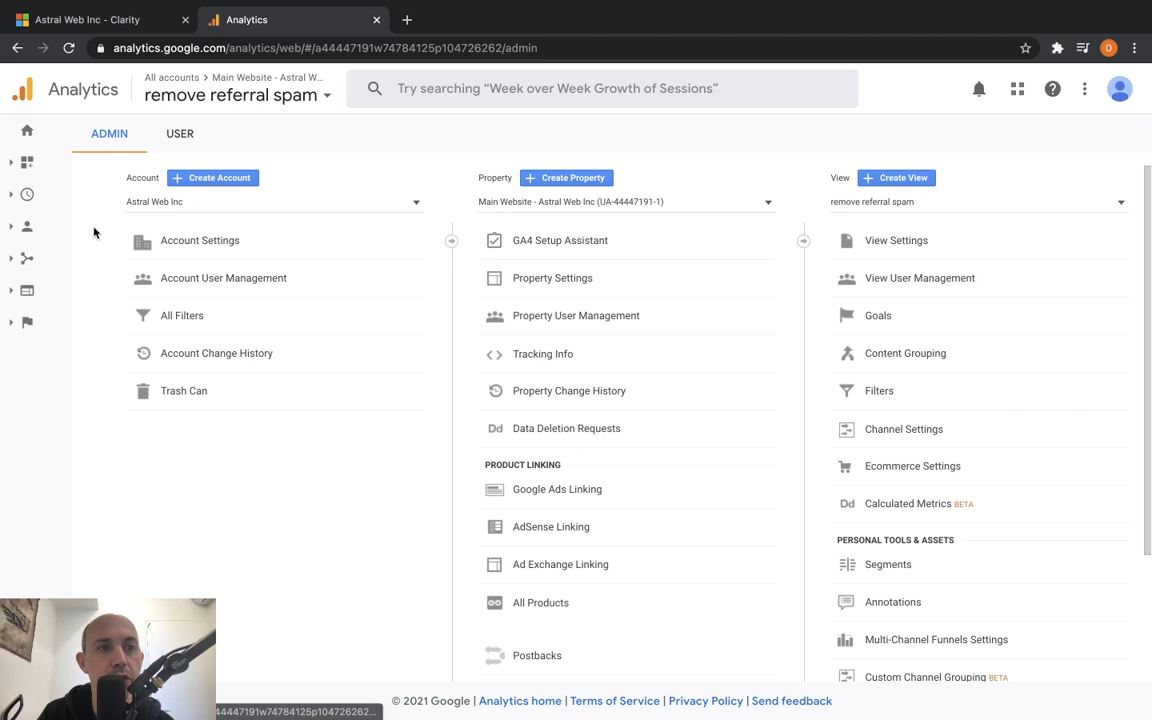 Astral Web Inc - Clarity
Analytics
analytics.google.com/analytics/web/#/a44447191w74784125p104726262/admin
O
Analytics
All accounts > Main Website - Astral W...
remove referral spam
Try searching “Week over Week Growth of Sessions”
ADMIN
USER
Account
+ Create Account
Astral Web Inc
Account Settings
Account User Management
All Filters
Account Change History
Trash Can
Property
+ Create Property
Main Website - Astral Web Inc (UA-44447191-1)
GA4 Setup Assistant
Property Settings
Property User Management
Tracking Info
Property Change History
Dd Data Deletion Requests
PRODUCT LINKING
Google Ads Linking
AdSense Linking
Ad Exchange Linking
All Products
Postbacks
View
+ Create View
remove referral spam
View Settings
View User Management
Goals
Content Grouping
Filters
Channel Settings
Ecommerce Settings
Dd Calculated Metrics BETA
PERSONAL TOOLS & ASSETS
Segments
Annotations
Multi-Channel Funnels Settings
Custom Channel Grouping BETA
© 2021 Google | Analytics home | Terms of Service | Privacy Policy | Send feedback
44447191w74784125p104726262...